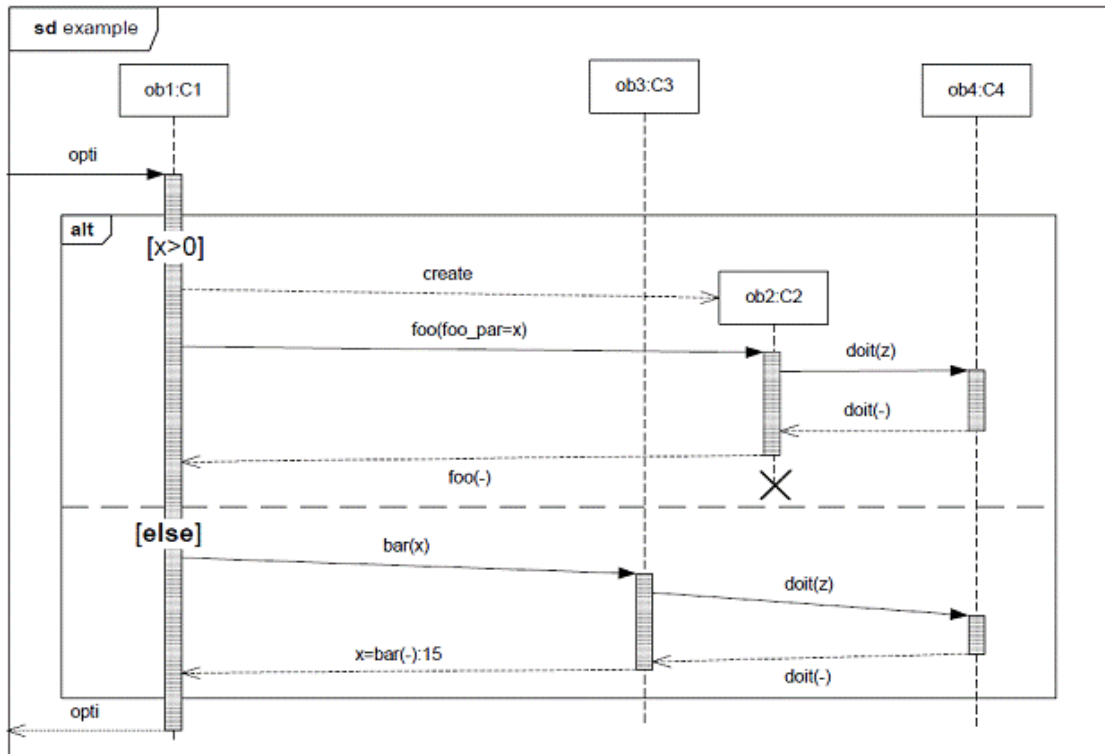 sd example
ob1:C1
ob3:C3
ob4:C4
opti
alt
[x>0]
create
ob2:C2
foo(foo_par=x)
doit(z)
doit(-)
foo(-)
[else]
bar(x)
doit(z)
x=bar(-):15
doit(-)
opti